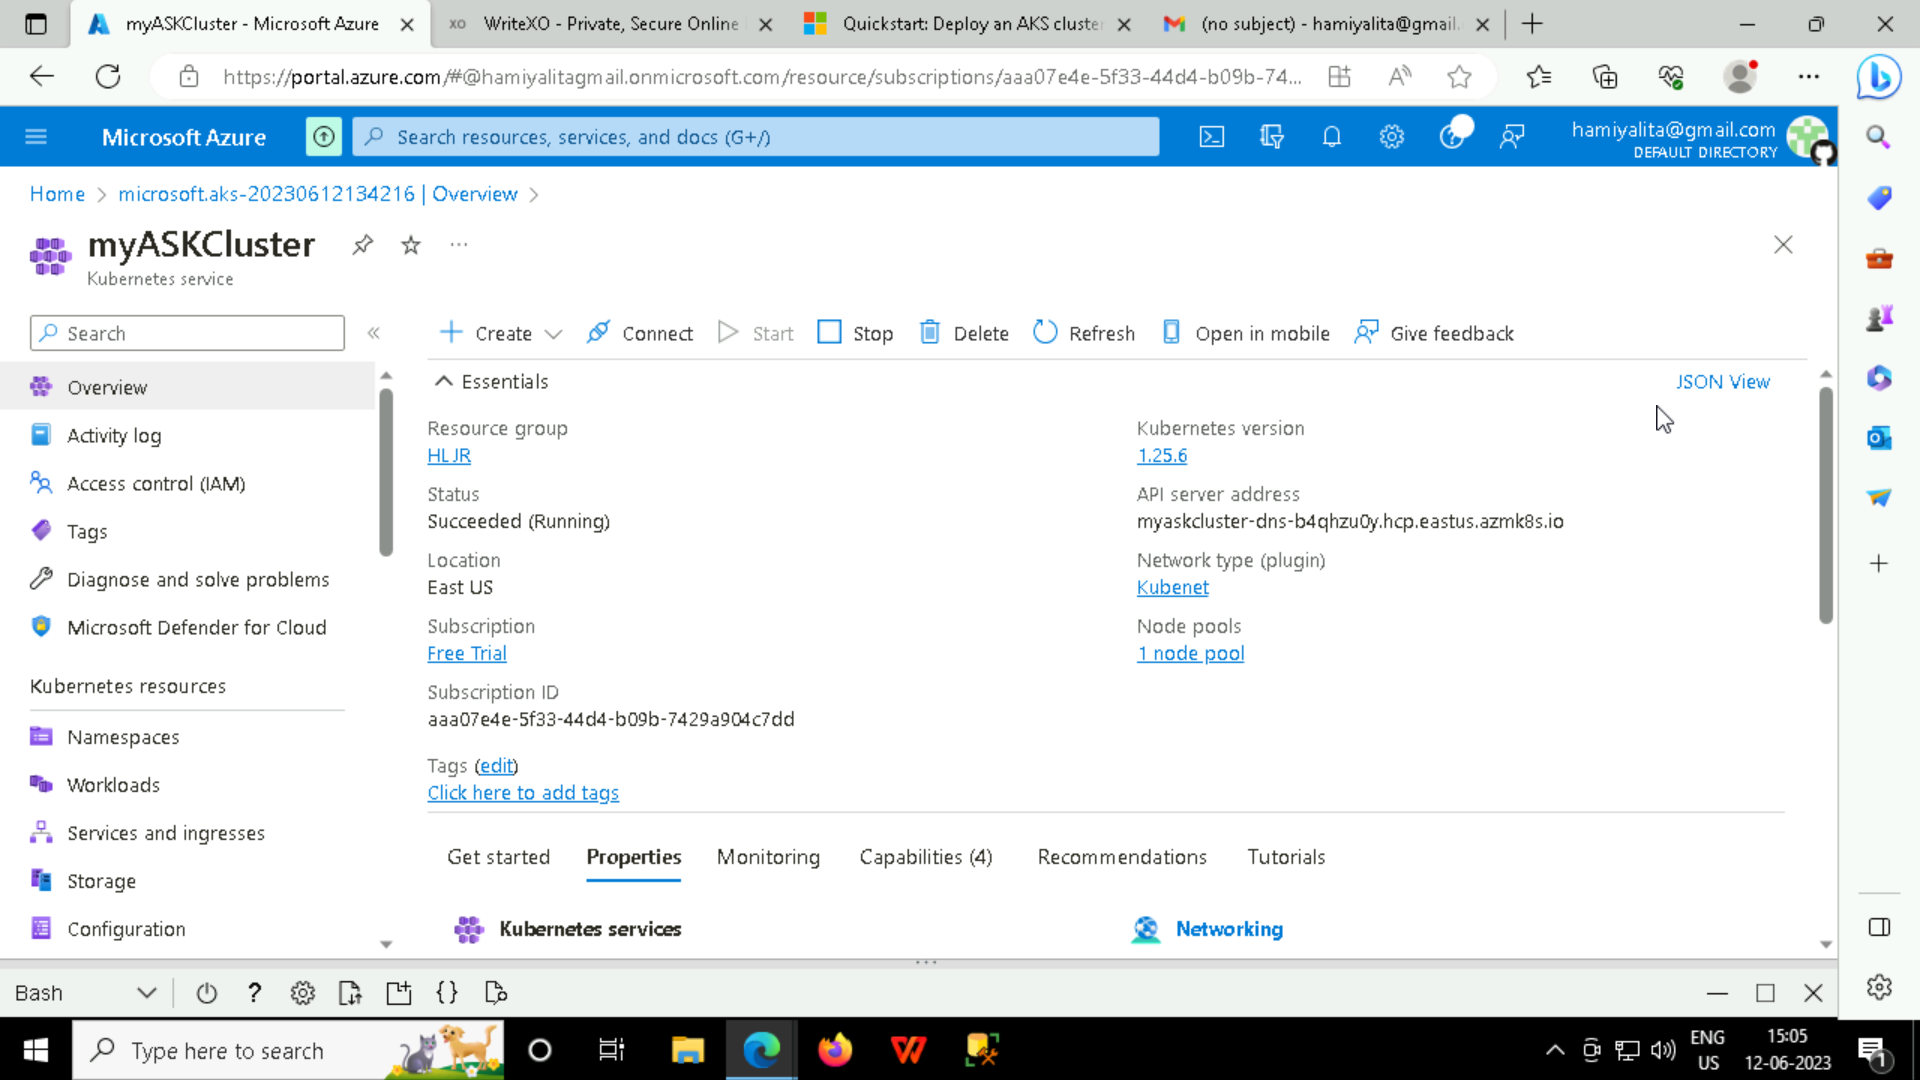 myASKCluster - Microsoft Azure
WriteXO - Private, Secure Online
Quickstart: Deploy an AKS cluster
(no subject) - hamiyalita@gmail.
https://portal.azure.com/#@hamiyalitagmail.onmicrosoft.com/resource/subscriptions/aaa07e4e-5f33-44d4-b09b-74...
Microsoft Azure
Search resources, services, and docs (G+/)
hamiyalita@gmail.com
DEFAULT DIRECTORY
Home > microsoft.aks-20230612134216 | Overview >
myASKCluster
Kubernetes service
Search
Create
Connect
Start
Stop
Delete
Refresh
Open in mobile
Give feedback
Overview
Activity log
Access control (IAM)
Tags
Diagnose and solve problems
Microsoft Defender for Cloud
Kubernetes resources
Namespaces
Workloads
Services and ingresses
Storage
Configuration
Essentials
JSON View
Resource group
HLJR
Status
Succeeded (Running)
Location
East US
Subscription
Free Trial
Subscription ID
aaa07e4e-5f33-44d4-b09b-7429a904c7dd
Tags (edit)
Click here to add tags
Kubernetes version
1.25.6
API server address
myaskcluster-dns-b4qhzu0y.hcp.eastus.azmk8s.io
Network type (plugin)
Kubenet
Node pools
1 node pool
Get started
Properties
Monitoring
Capabilities (4)
Recommendations
Tutorials
Kubernetes services
Networking
Bash
Type here to search
ENG
US
15:05
12-06-2023
1